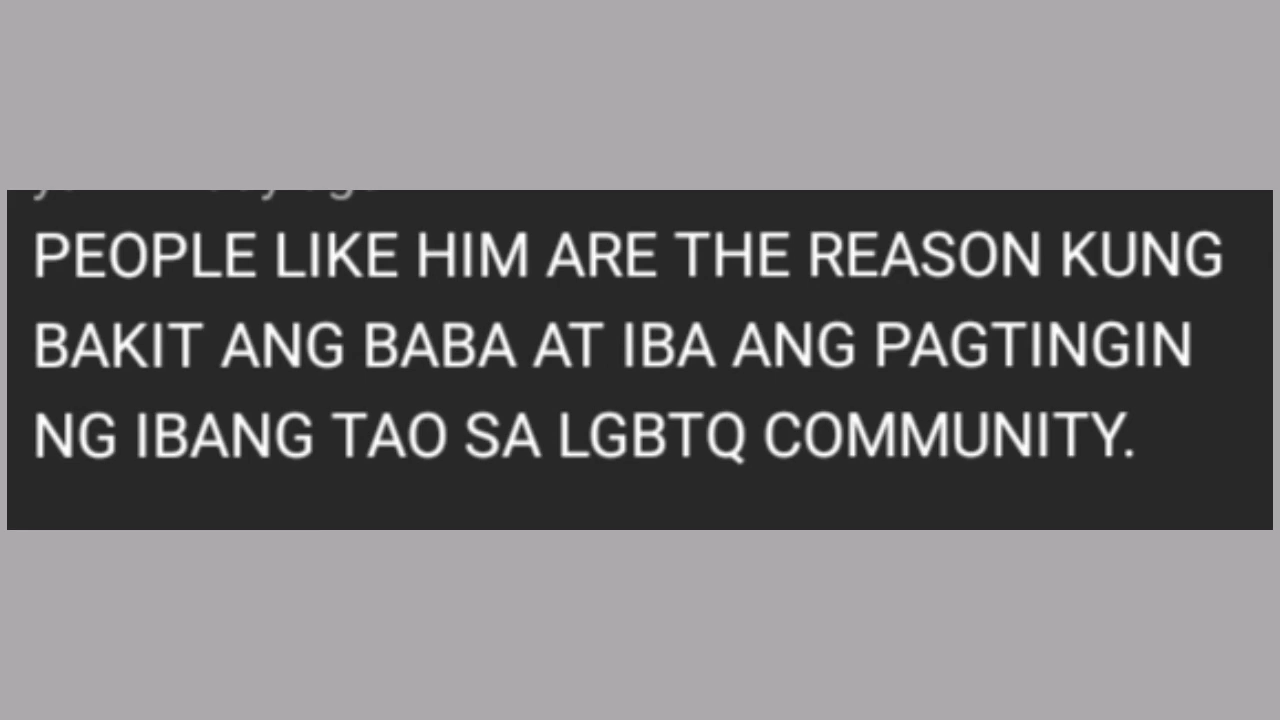 PEOPLE LIKE HIM ARE THE REASON KUNG
BAKIT ANG BABA AT IBA ANG PAGTINGIN
NG IBANG TAO SA LGBTQ COMMUNITY.